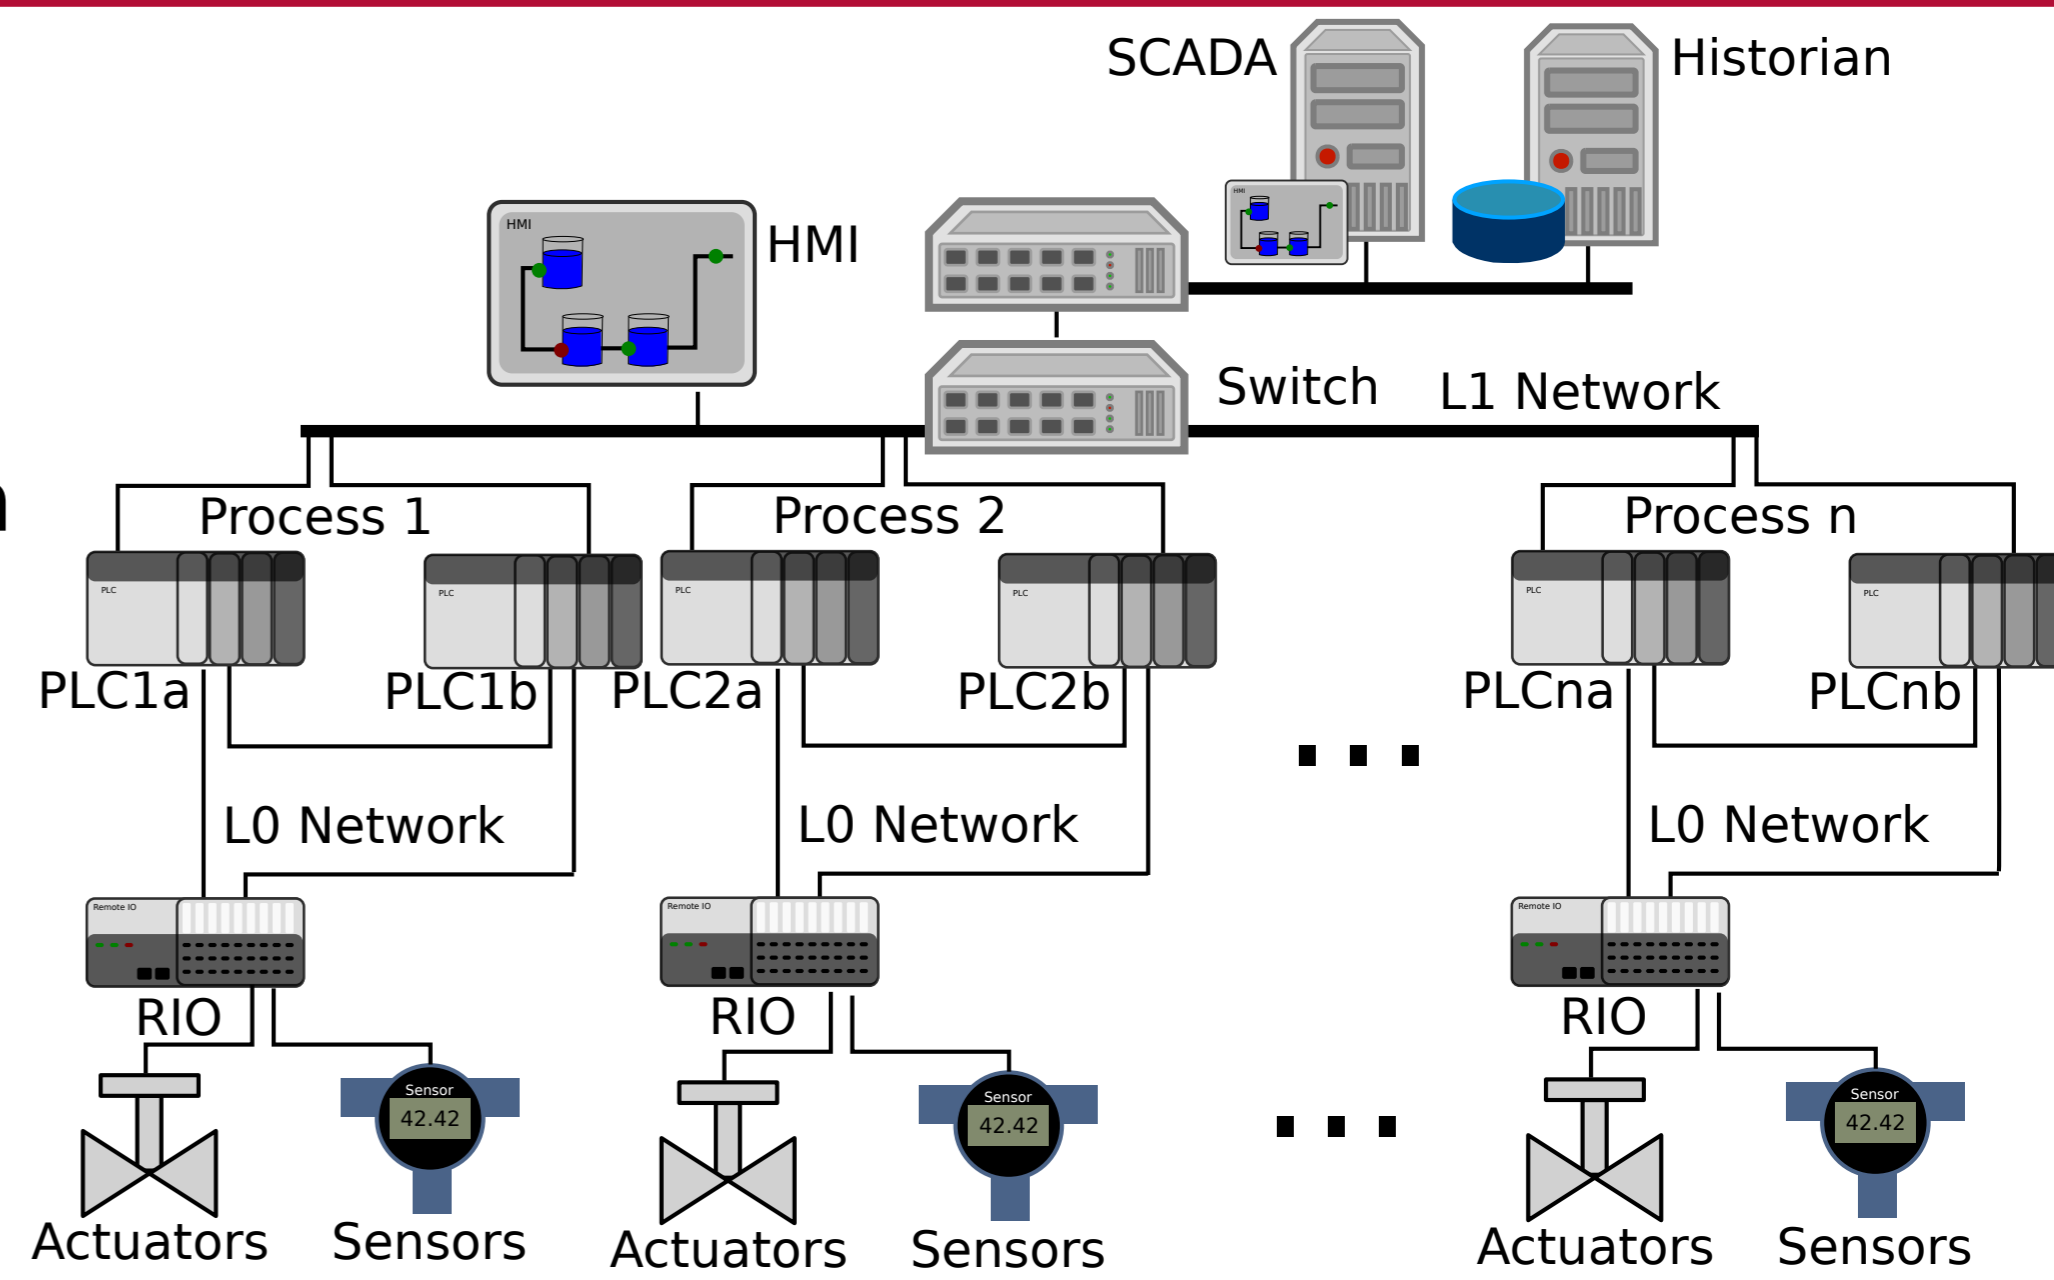 SCADA
Historian
HMI
HMI
HMI
Switch
L1 Network
Process 1
Process 2
Process n
PLC
PLC
PLC
PLC
PLC
PLC
PLC1a
PLC1b
PLC2a
PLC2b
PLCna
PLCnb
...
L0 Network
L0 Network
L0 Network
Remote IO
Remote IO
Remote IO
RIO
RIO
RIO
Sensor
42.42
Sensor
42.42
Sensor
42.42
...
Actuators
Sensors
Actuators
Sensors
Actuators
Sensors